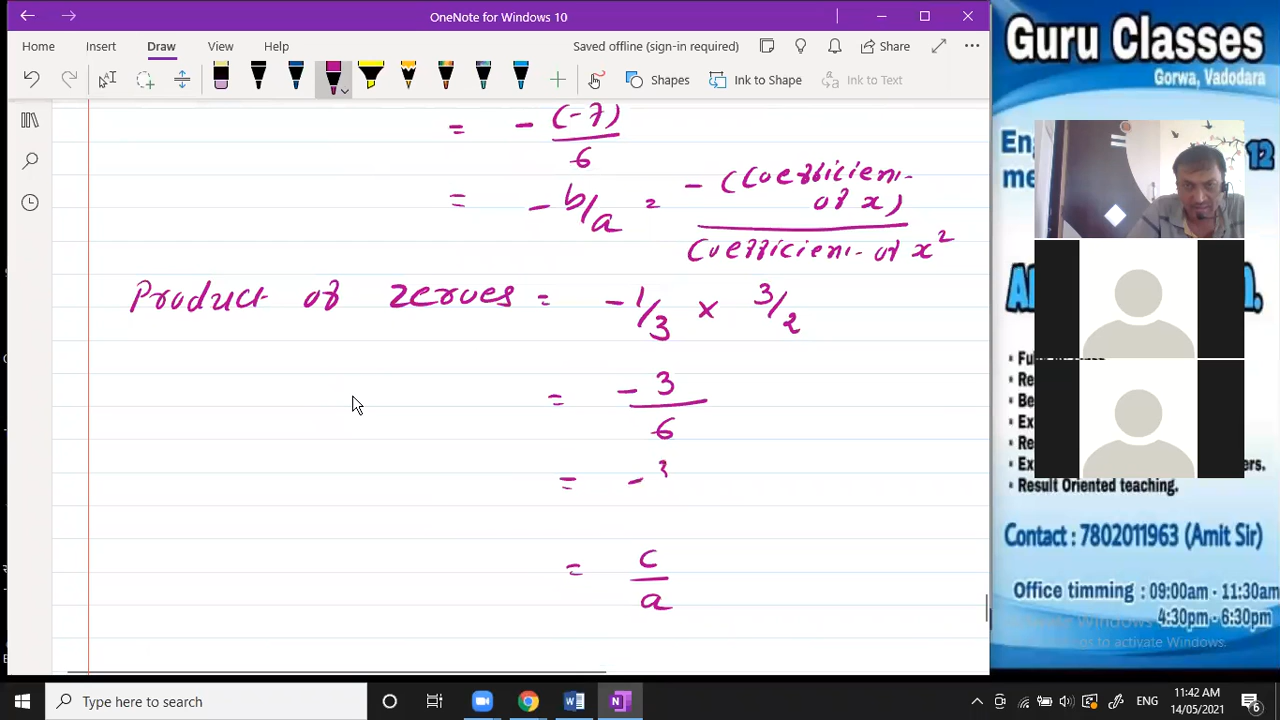 OneNote for Windows 10
Home Insert Draw View Help Saved offline (sign-in required) Share
Shapes Ink to Shape Ink to Text
= - (-7)/6
= - b/a = - (Coefficient of x)/Coefficient of x²
Product of zeroes = - 1/3 × 3/2
= - 3/6
= - 3
= c/a
Guru Classes
Gorwa, Vadodara
12
• Result Oriented teaching.
Contact : 7802011963 (Amit Sir)
Office timming : 09:00am - 11:30am
4:30pm - 6:30pm
Type here to search
ENG
11:42 AM
14/05/2021
6